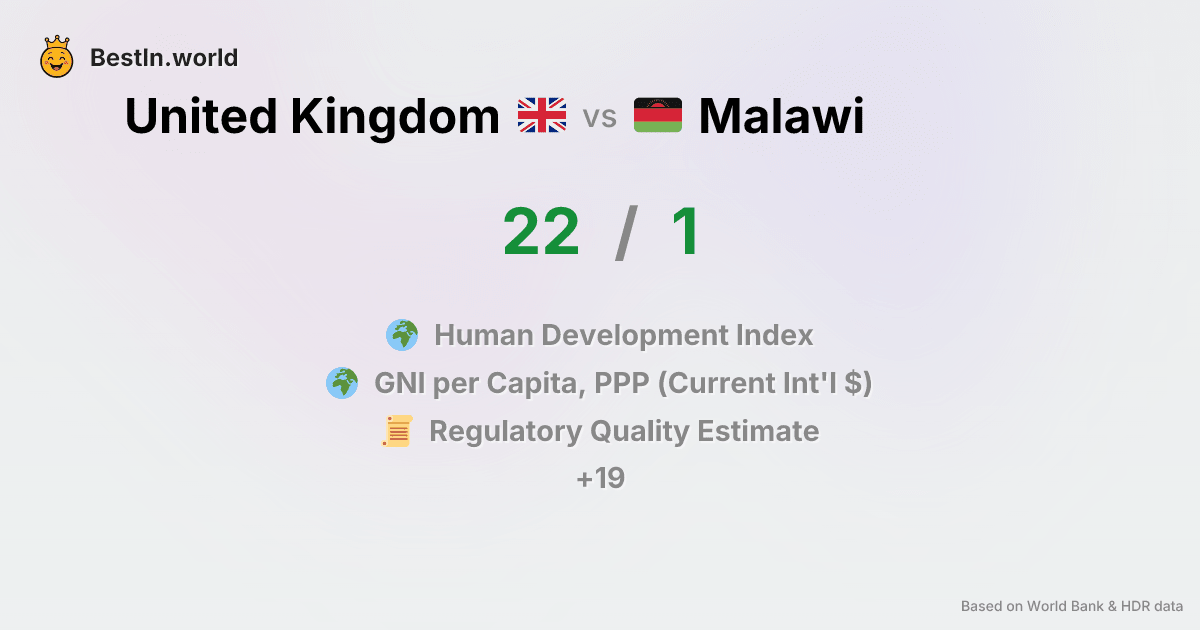 BestIn.world
United Kingdom vs Malawi
22 / 1
Human Development Index
GNI per Capita, PPP (Current Int'l $)
Regulatory Quality Estimate
+19
Based on World Bank & HDR data